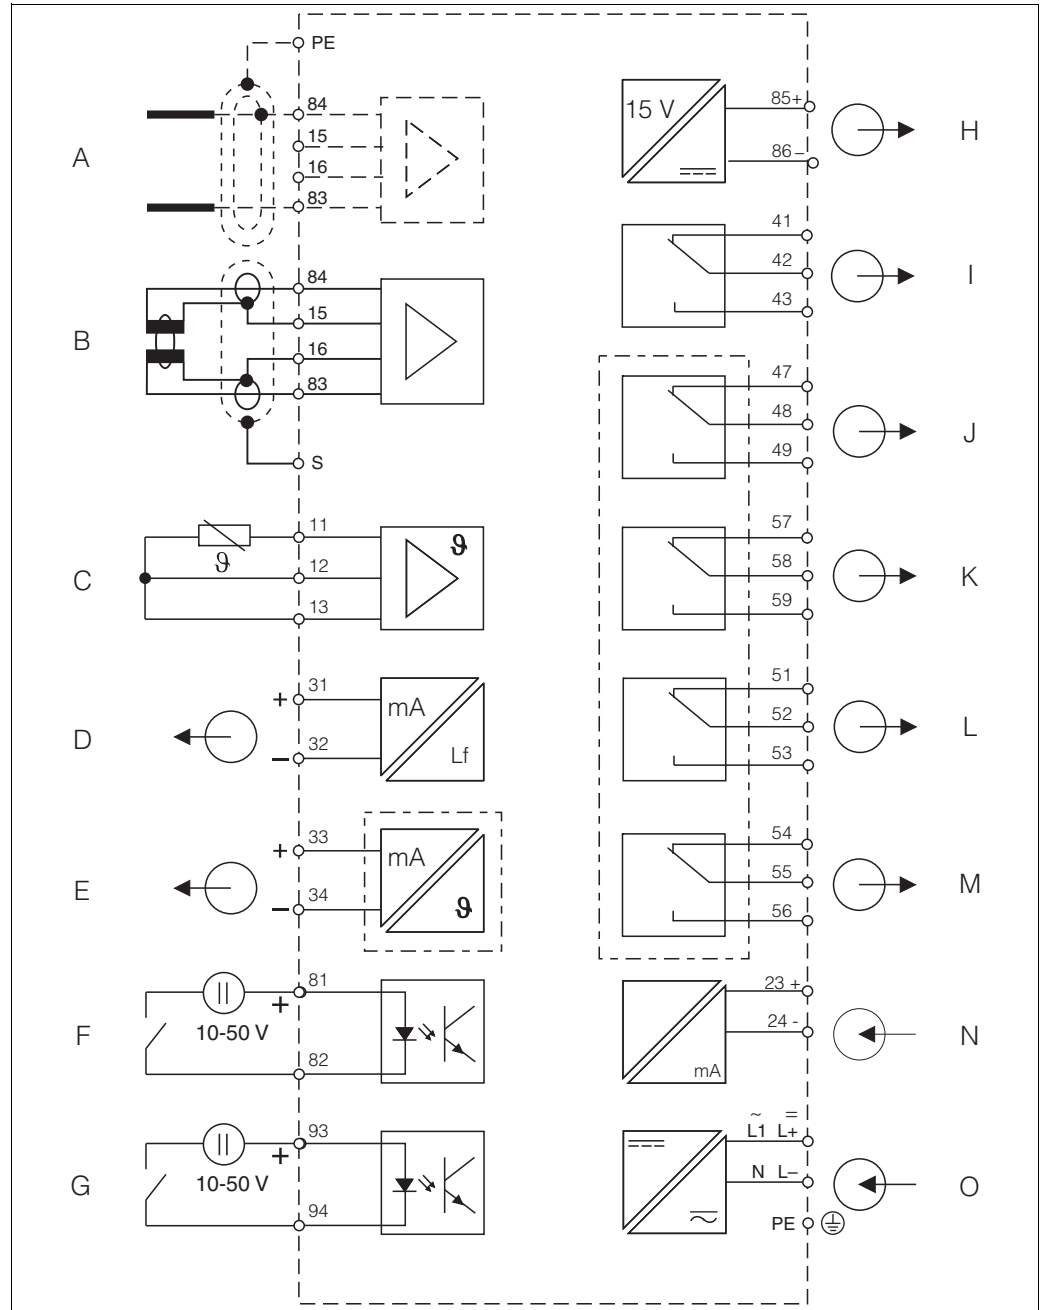 PE
84
15
16
83
A
84
15
16
83
B
S
11
12
13
ϑ
ϑ
C
+ 31
− 32
mA
Lf
D
+ 33
− 34
mA
ϑ
E
81
+
10-50 V
82
F
93
+
10-50 V
94
G
15 V
85+
86 −
H
41
42
43
I
47
48
49
J
57
58
59
K
51
52
53
L
54
55
56
M
23 +
24 -
mA
N
~ =
L1 L+
N L−
PE
O